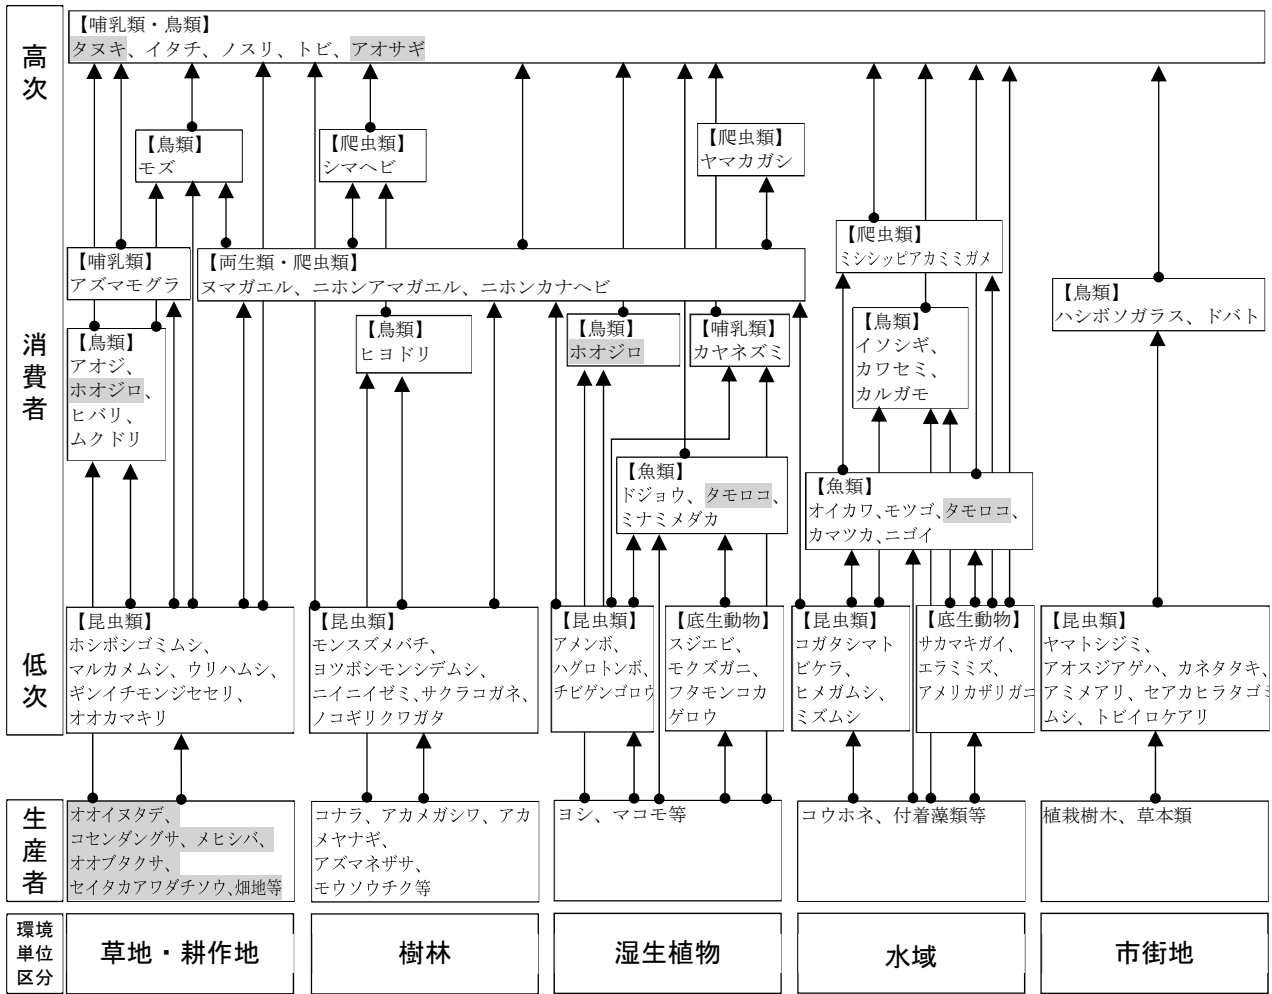 高次
【哺乳類・鳥類】
タヌキ、イタチ、ノスリ、トビ、アオサギ
【鳥類】
モズ
【爬虫類】
シマヘビ
【爬虫類】
ヤマカガシ
消費者
【哺乳類】
アズマモグラ
【両生類・爬虫類】
ヌマガエル、ニホンアマガエル、ニホンカナヘビ
【爬虫類】
ミシシッピアカミミガメ
【鳥類】
ハシボソガラス、ドバト
【鳥類】
アオジ、
ホオジロ、
ヒバリ、
ムクドリ
【鳥類】
ヒヨドリ
【鳥類】
ホオジロ
【哺乳類】
カヤネズミ
【鳥類】
イソシギ、
カワセミ、
カルガモ
【魚類】
ドジョウ、タモロコ、
ミナミメダカ
【魚類】
オイカワ、モツゴ、タモロコ、
カマツカ、ニゴイ
低次
【昆虫類】
ホシボシゴミムシ、
マルカメムシ、ウリハムシ、
ギンイチモンジセセリ、
オオカマキリ
【昆虫類】
モンスズメバチ、
ヨツボシモンシデムシ、
ニイニイゼミ、サクラコガネ、
ノコギリクワガタ
【昆虫類】
アメンボ、
ハグロトンボ、
チビゲンゴロウ
【底生動物】
スジエビ、
モクズガニ、
フタモンコカ
ゲロウ
【昆虫類】
コガタシマト
ビケラ、
ヒメガムシ、
ミズムシ
【底生動物】
サカマキガイ、
エラミミズ、
アメリカザリガニ
【昆虫類】
ヤマトシジミ、
アオスジアゲハ、カネタタキ、
アミメアリ、セアカヒラタゴミ
ムシ、トビイロケアリ
生産者
オオイヌタデ、
コセンダングサ、メヒシバ、
オオブタクサ、
セイタカアワダチソウ、畑地等
コナラ、アカメガシワ、アカ
メヤナギ、
アズマネザサ、
モウソウチク等
ヨシ、マコモ等
コウホネ、付着藻類等
植栽樹木、草本類
環境
単位
区分
草地・耕作地
樹林
湿生植物
水域
市街地